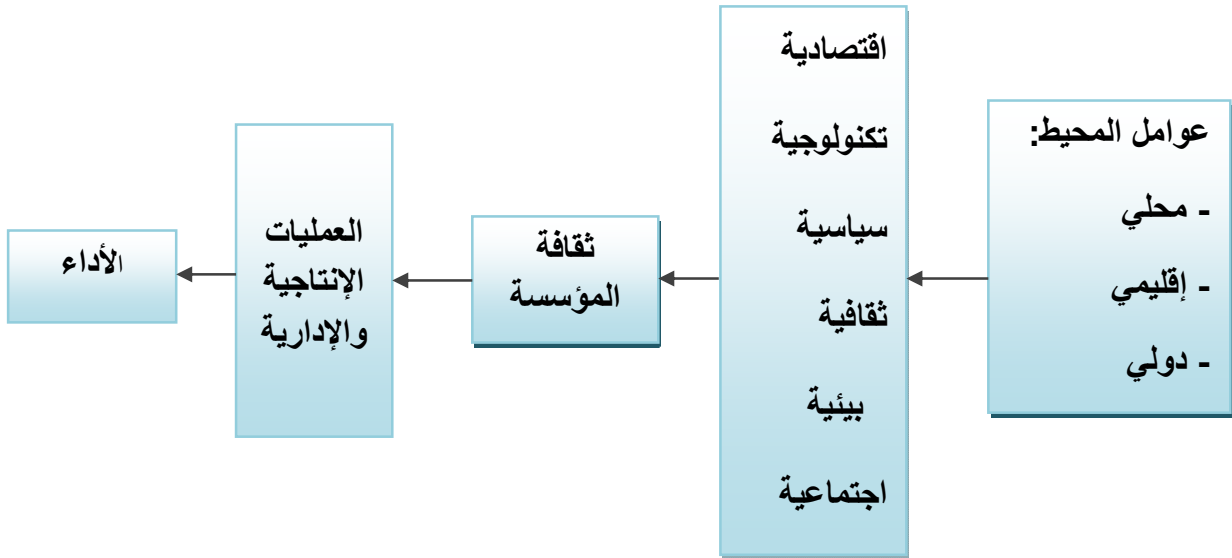 عوامل المحيط:
- محلي
- إقليمي
- دولي
اقتصادية
تكنولوجية
سياسية
ثقافية
بيئية
اجتماعية
ثقافة
المؤسسة
العمليات
الإنتاجية
والإدارية
الأداء